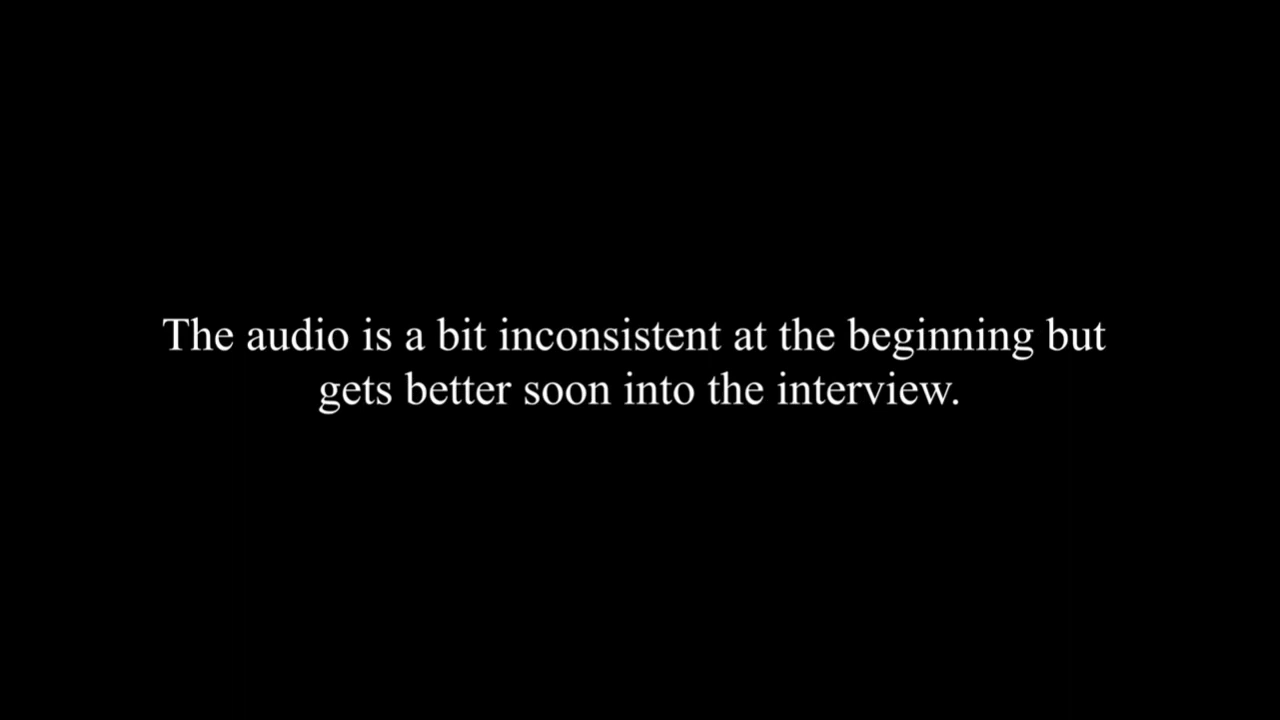 The audio is a bit inconsistent at the beginning but
gets better soon into the interview.